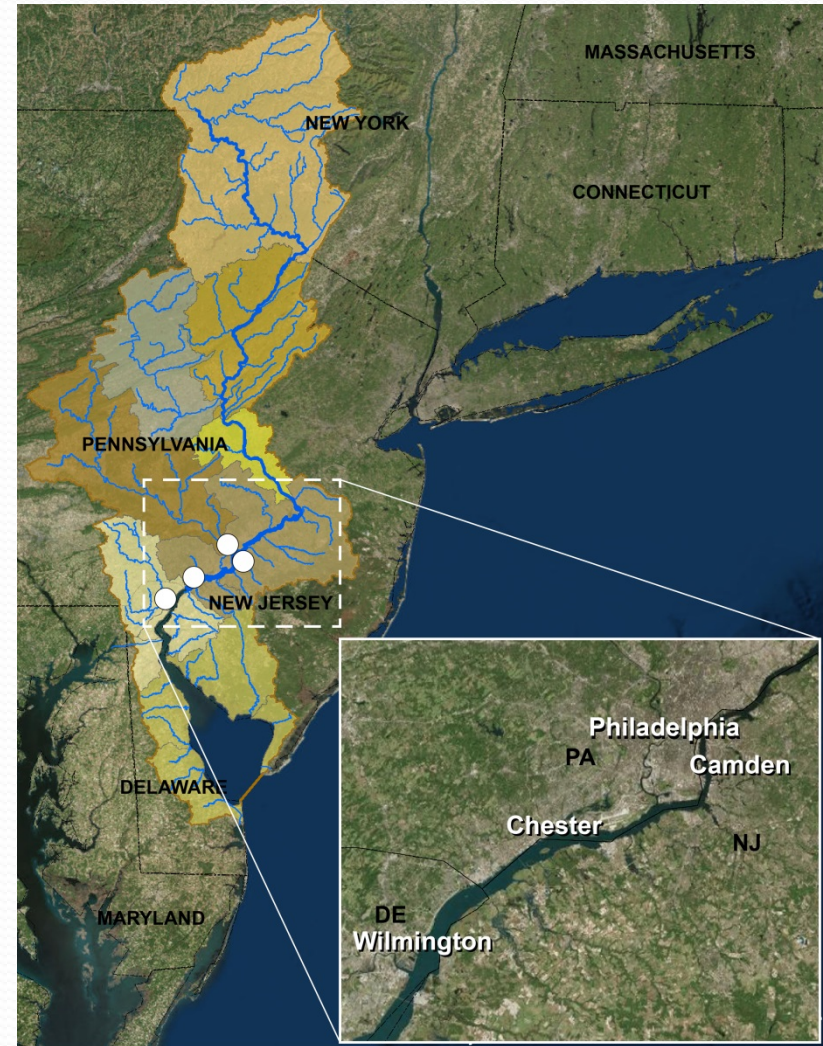 MASSACHUSETTS
NEW YORK
CONNECTICUT
PENNSYLVANIA
NEW JERSEY
DELAWARE
MARYLAND
Philadelphia
PA
Camden
Chester
NJ
DE
Wilmington